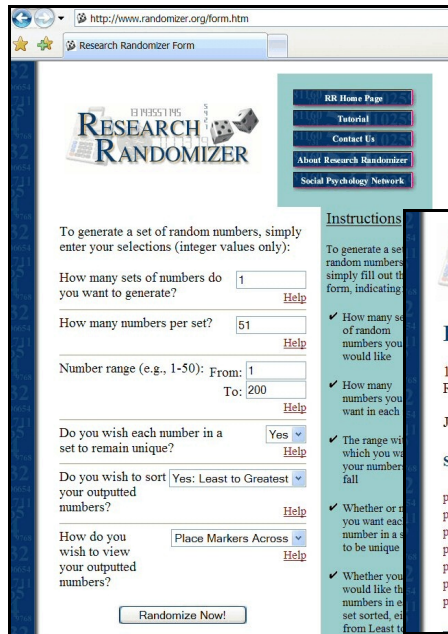 http://www.randomizer.org/form.htm
Research Randomizer Form
RESEARCH
RANDOMIZER
RR Home Page
Tutorial
Contact Us
About Research Randomizer
Social Psychology Network
To generate a set of random numbers, simply
enter your selections (integer values only):
How many sets of numbers do
you want to generate?
1
Help
How many numbers per set?
51
Help
Number range (e.g., 1-50):
From: 1
To: 200
Help
Do you wish each number in a
set to remain unique?
Yes
Help
Do you wish to sort
your outputted
numbers?
Yes: Least to Greatest
Help
How do you
wish to view
your outputted
numbers?
Place Markers Across
Help
Randomize Now!
Instructions
To generate a set
random numbers
simply fill out th
form, indicating
✔ How many se
of random
numbers you
would like
✔ How many
numbers you
want in each
✔ The range wit
which you wa
your number
fall
✔ Whether or n
you want eac
number in a s
to be unique
✔ Whether you
would like th
numbers in e
set sorted, ei
from Least to